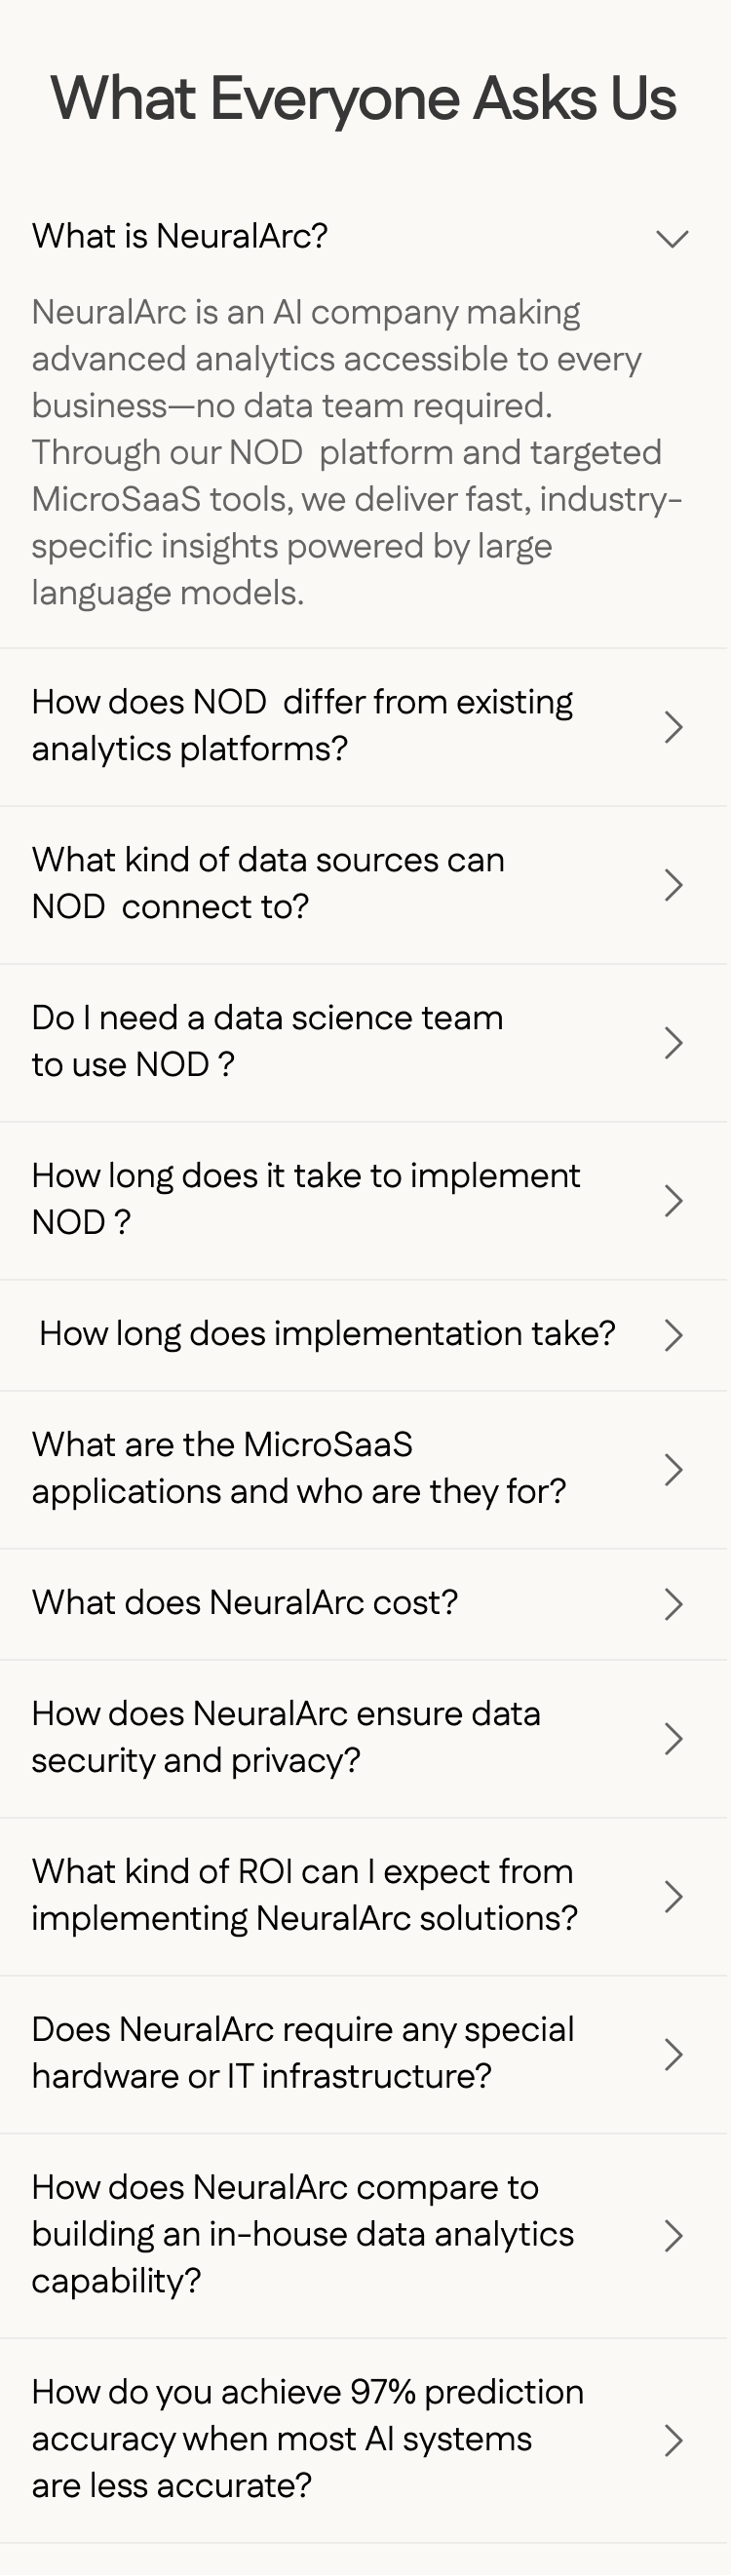 What Everyone Asks Us
What is NeuralArc?
NeuralArc is an AI company making
advanced analytics accessible to every
business—no data team required.
Through our NOD  platform and targeted
MicroSaaS tools, we deliver fast, industry-
specific insights powered by large
language models.
How does NOD  differ from existing
analytics platforms?
What kind of data sources can
NOD  connect to?
Do I need a data science team
to use NOD ?
How long does it take to implement
NOD ?
How long does implementation take?
What are the MicroSaaS
applications and who are they for?
What does NeuralArc cost?
How does NeuralArc ensure data
security and privacy?
What kind of ROI can I expect from
implementing NeuralArc solutions?
Does NeuralArc require any special
hardware or IT infrastructure?
How does NeuralArc compare to
building an in-house data analytics
capability?
How do you achieve 97% prediction
accuracy when most AI systems
are less accurate?